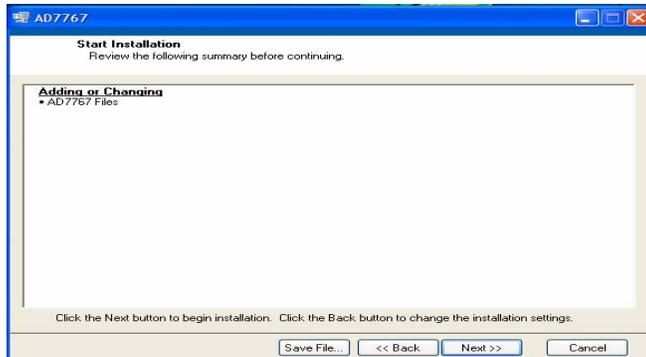 AD7767
Start Installation
Review the following summary before continuing.
Adding or Changing
• AD7767 Files
Click the Next button to begin installation. Click the Back button to change the installation settings.
Save File... << Back Next >> Cancel